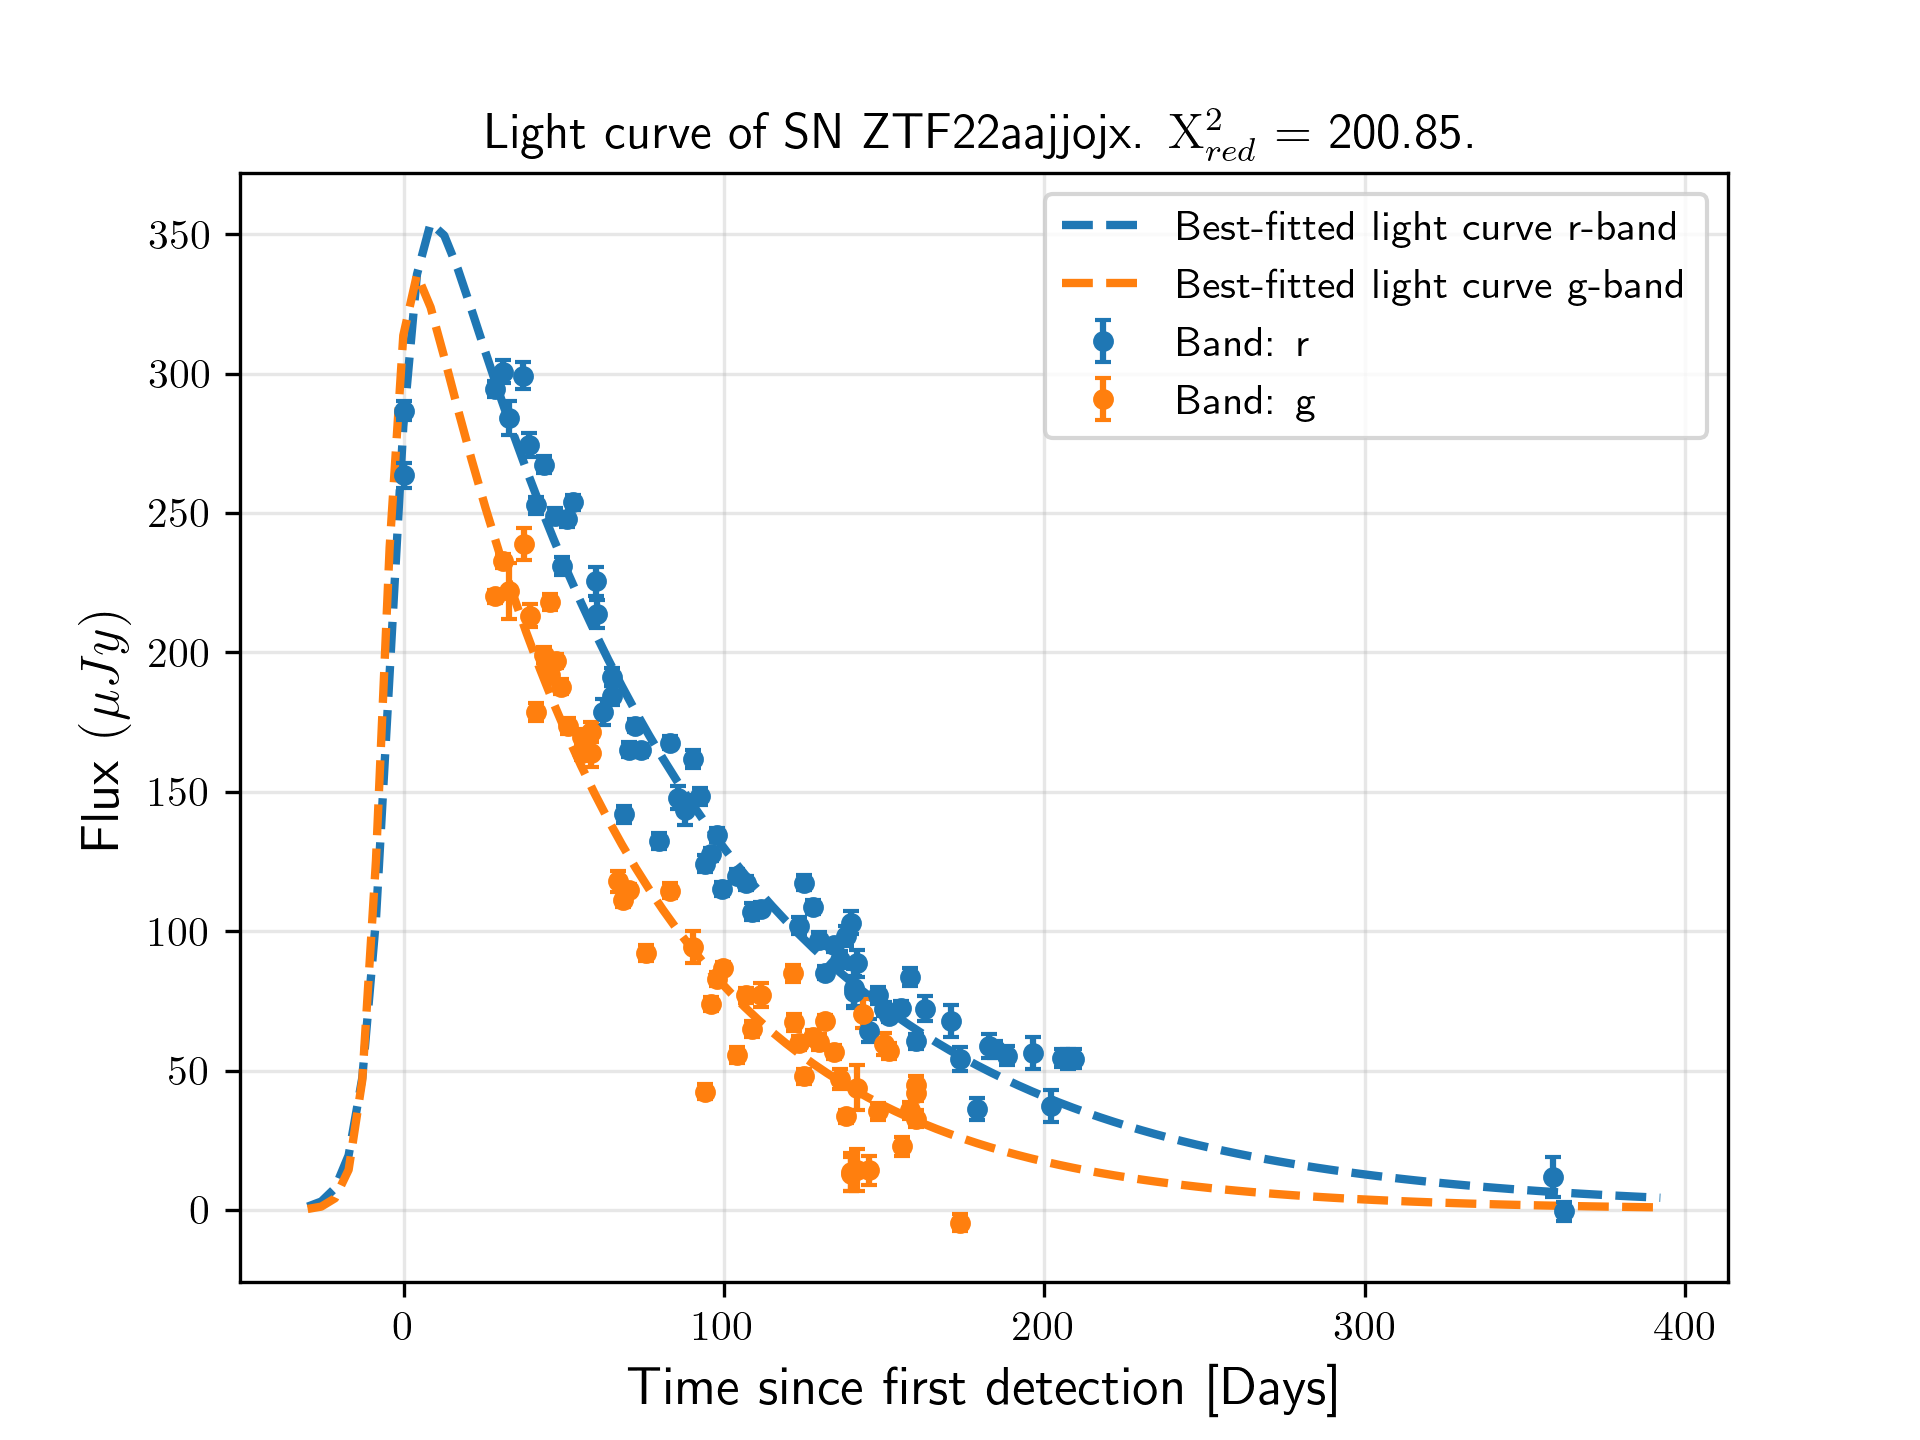 Light curve of SN ZTF22aajjojx. X²_red = 200.85.
Best-fitted light curve r-band
Best-fitted light curve g-band
Band: r
Band: g
Flux (μJy)
350
300
250
200
150
100
50
0
0 100 200 300 400
Time since first detection [Days]